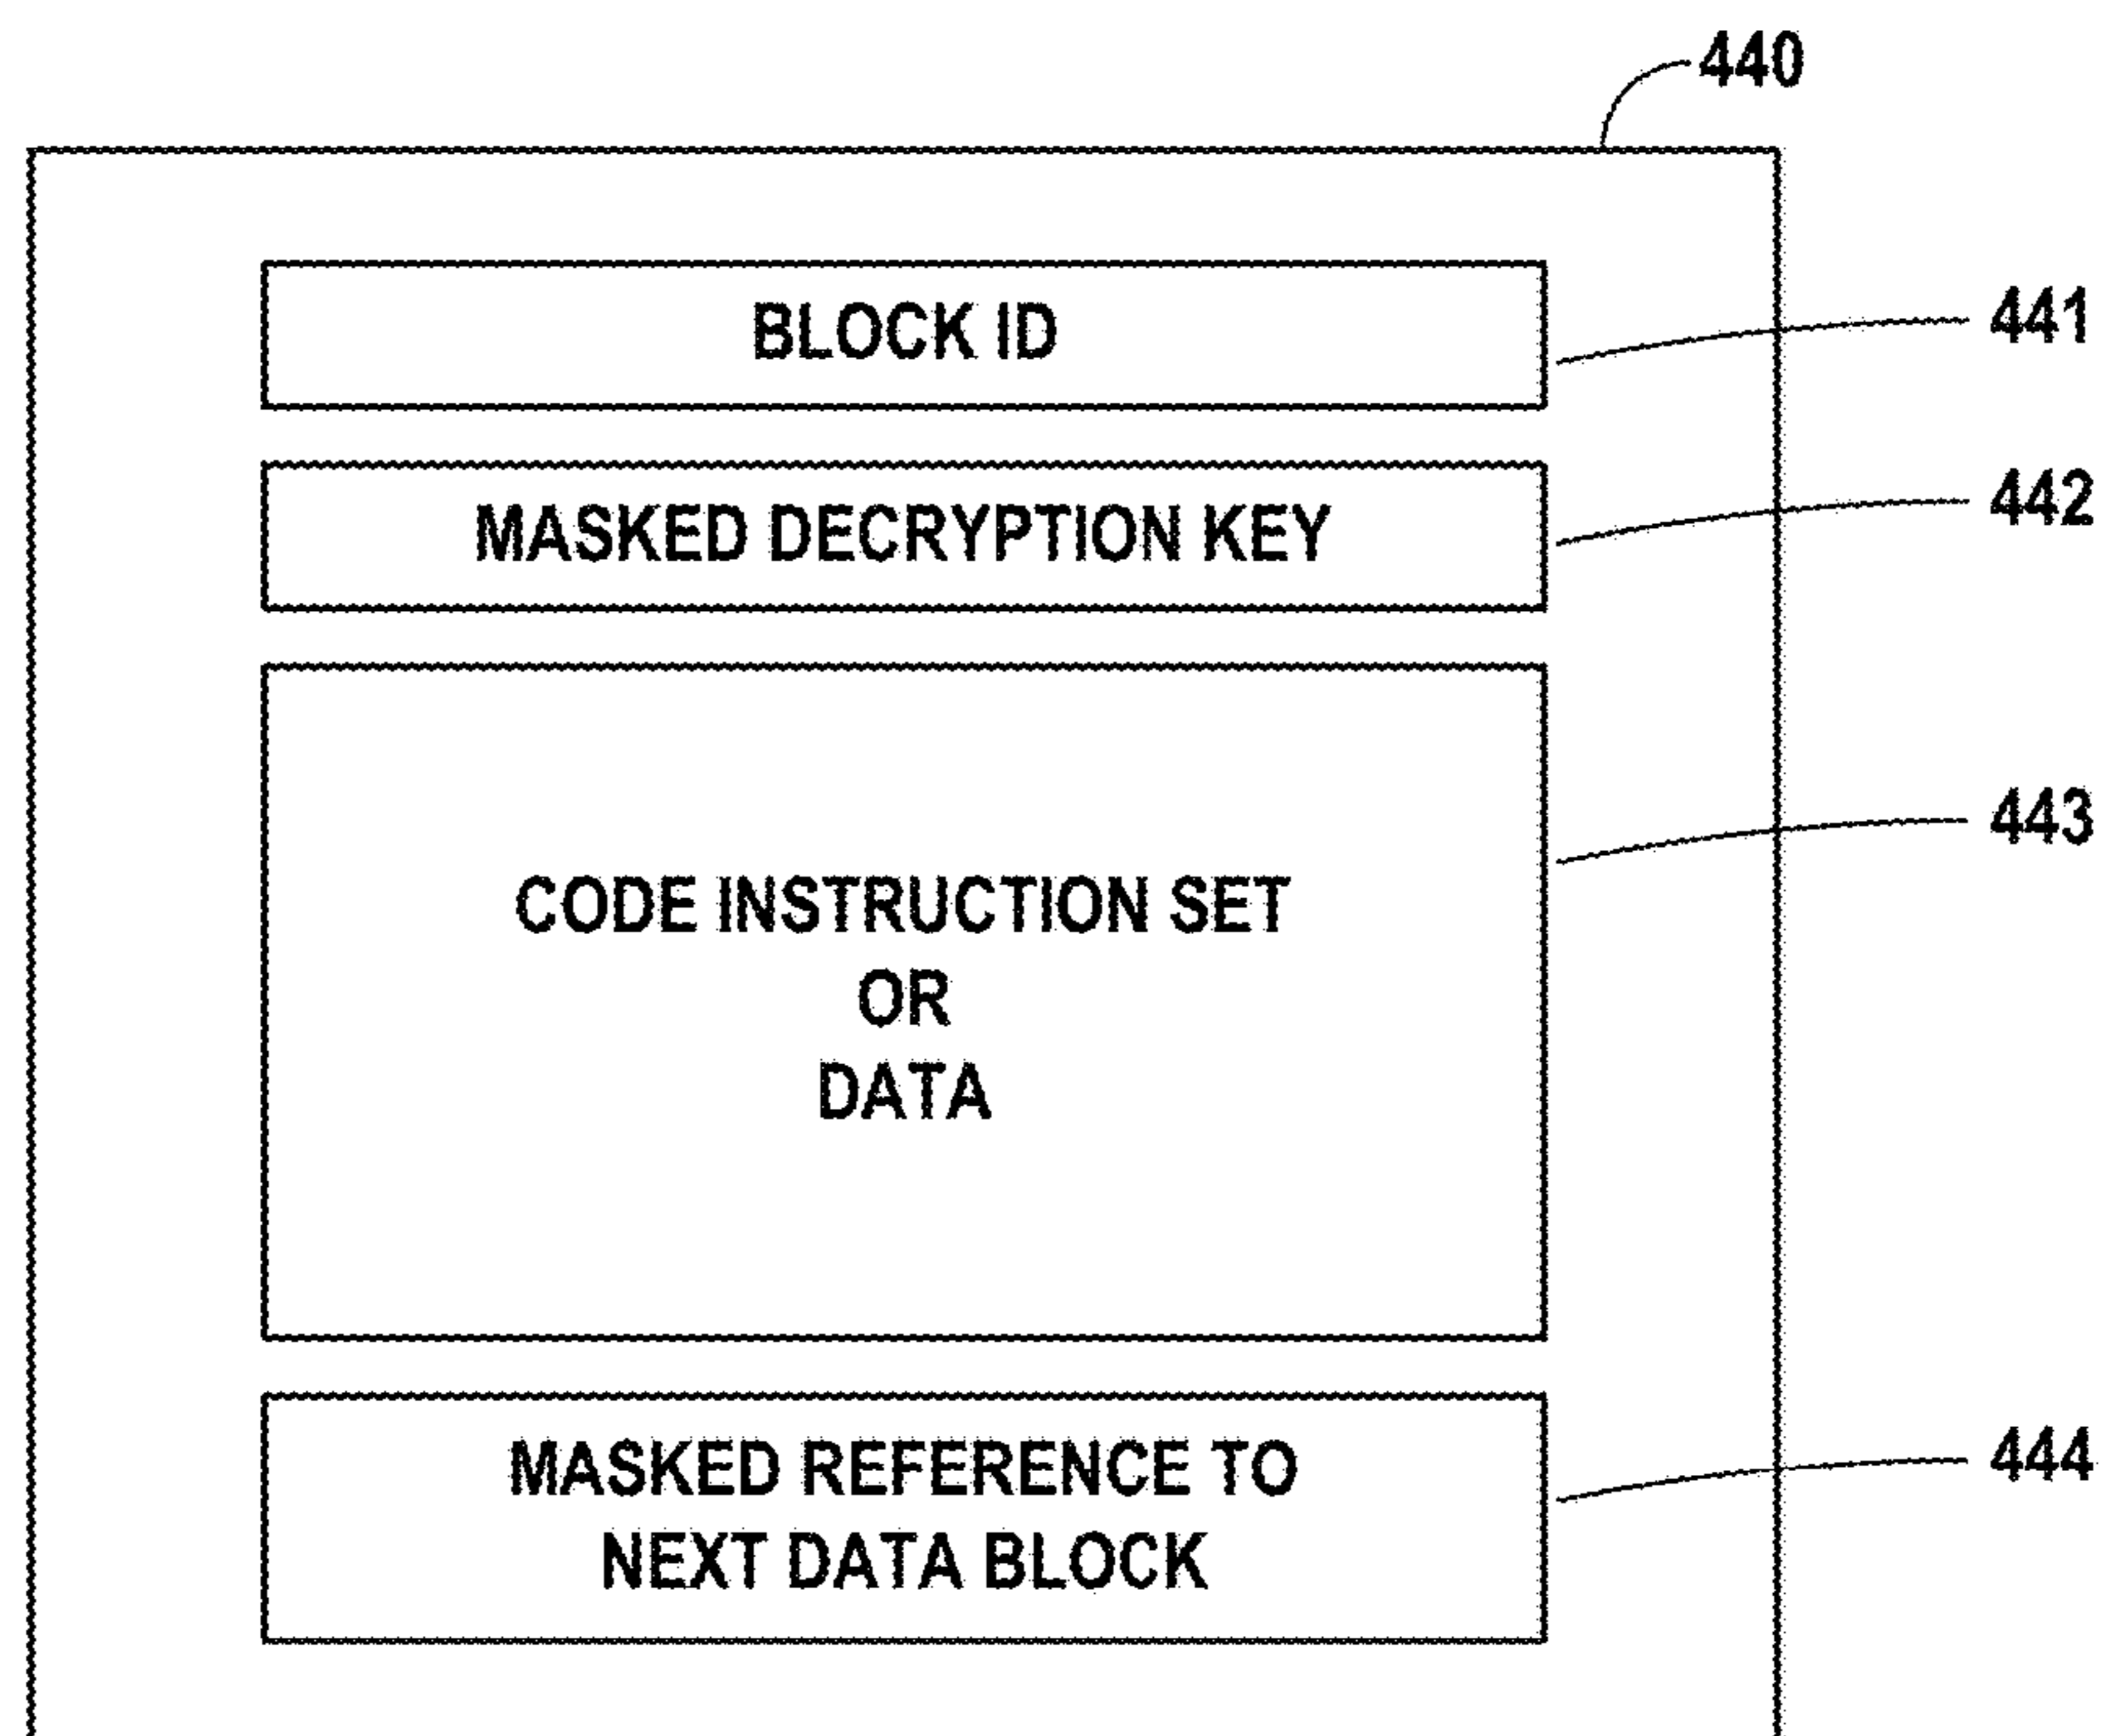 440
BLOCK ID
441
MASKED DECRYPTION KEY
442
CODE INSTRUCTION SET
OR
DATA
443
MASKED REFERENCE TO
NEXT DATA BLOCK
444